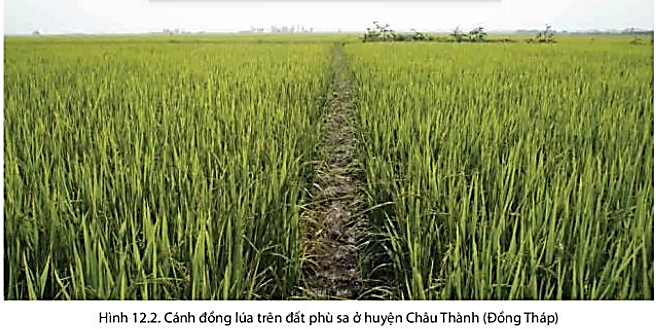 Hình 12.2. Cánh đồng lúa trên đất phù sa ở huyện Châu Thành (Đồng Tháp)